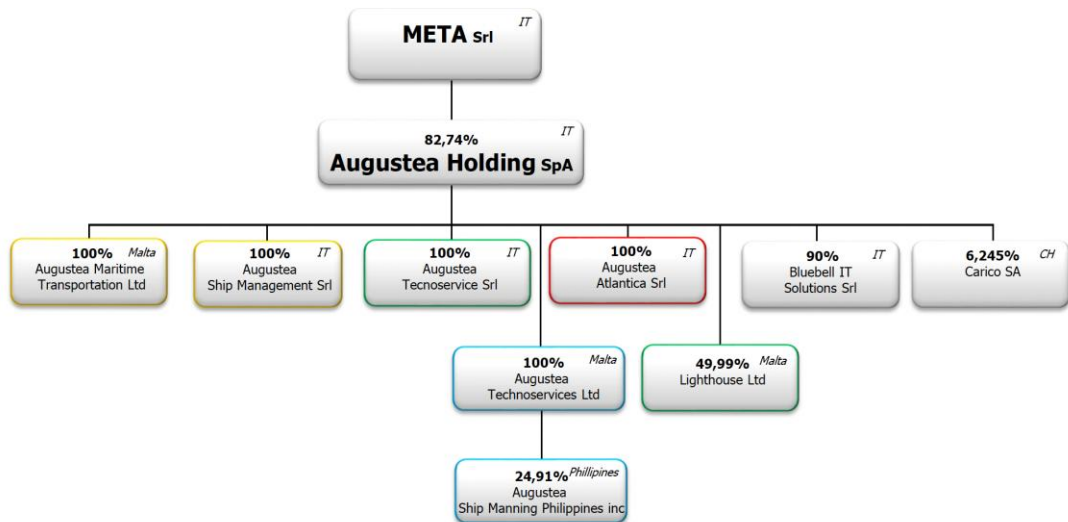 META Srl IT
82,74% IT
Augustea Holding SpA
100% Malta
Augustea Maritime
Transportation Ltd
100% IT
Augustea
Ship Management Srl
100% IT
Augustea
Tecnoservice Srl
100% IT
Augustea
Atlantica Srl
90% IT
Bluebell IT
Solutions Srl
6,245% CH
Carico SA
100% Malta
Augustea
Technoservices Ltd
49,99% Malta
Lighthouse Ltd
24,91% Phillipines
Augustea
Ship Manning Philippines inc